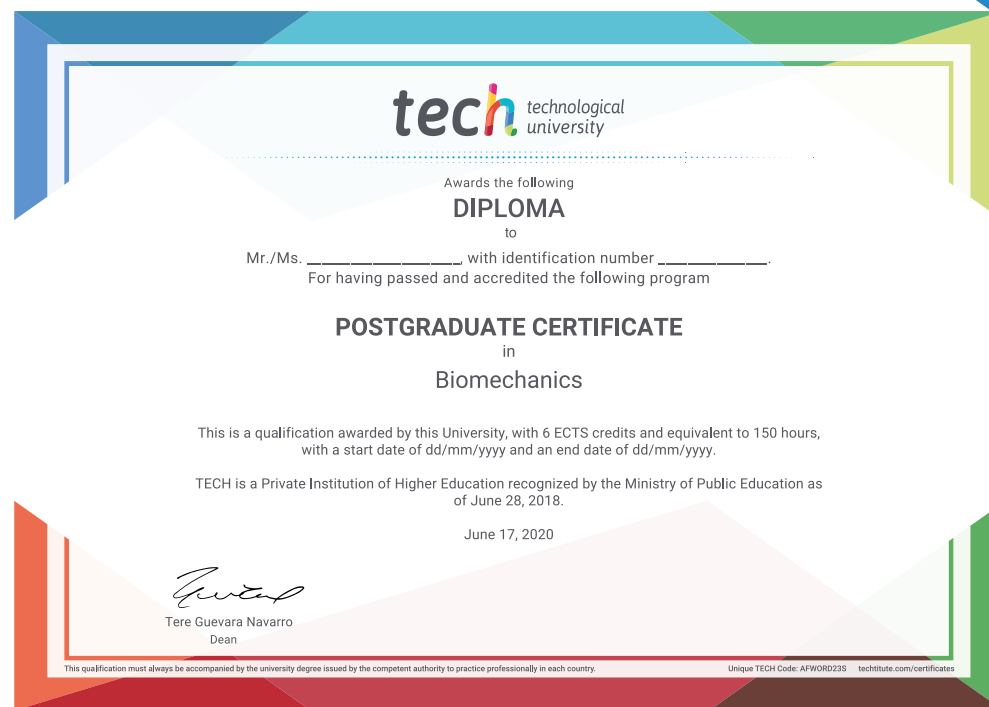 tech technological
university
Awards the following
DIPLOMA
to
Mr./Ms. __________________, with identification number _____________.
For having passed and accredited the following program
POSTGRADUATE CERTIFICATE
in
Biomechanics
This is a qualification awarded by this University, with 6 ECTS credits and equivalent to 150 hours,
with a start date of dd/mm/yyyy and an end date of dd/mm/yyyy.
TECH is a Private Institution of Higher Education recognized by the Ministry of Public Education as
of June 28, 2018.
June 17, 2020
Tere Guevara Navarro
Dean
This qualification must always be accompanied by the university degree issued by the competent authority to practice professionally in each country. Unique TECH Code: AFWORD23S techtitute.com/certificates